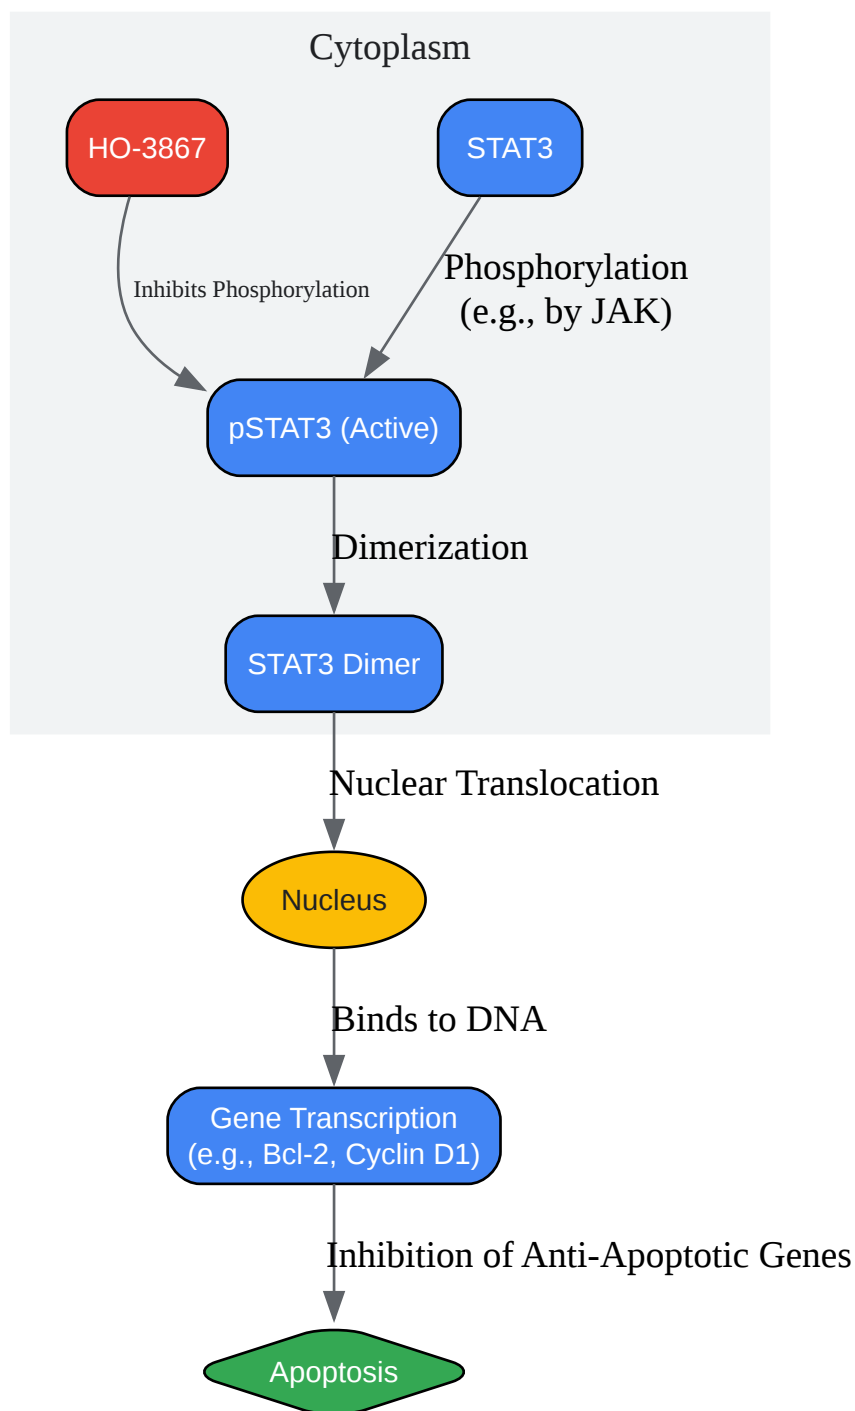 Cytoplasm
HO-3867
STAT3
Phosphorylation
(e.g., by JAK)
Inhibits Phosphorylation
pSTAT3 (Active)
Dimerization
STAT3 Dimer
Nuclear Translocation
Nucleus
Binds to DNA
Gene Transcription
(e.g., Bcl-2, Cyclin D1)
Inhibition of Anti-Apoptotic Genes
Apoptosis